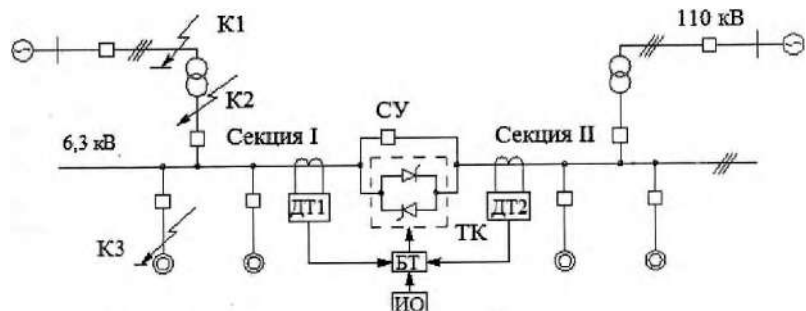 К1
110 кВ
К2
СУ
6,3 кВ
Секция I
Секция II
ДТ1
ДТ2
ТК
К3
БТ
ИО